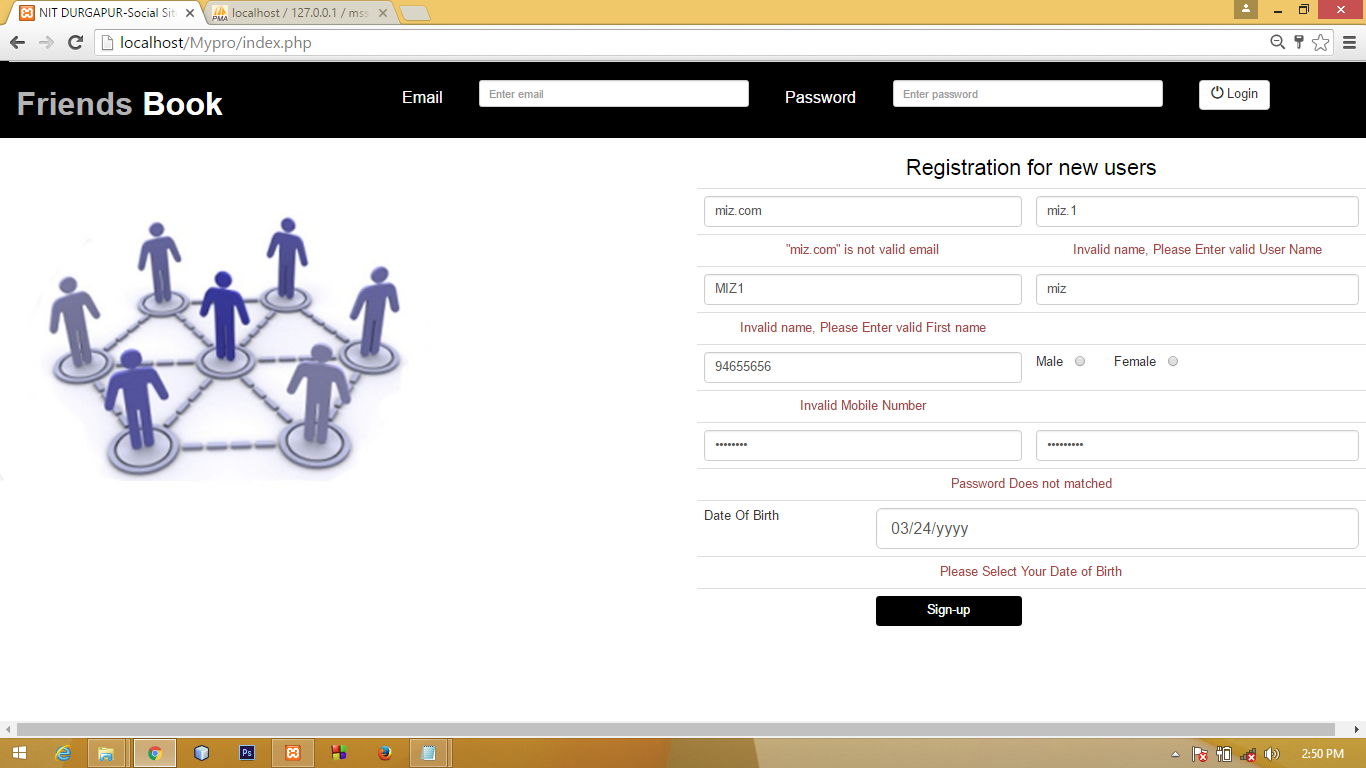 NIT DURGAPUR-Social Sit
localhost / 127.0.0.1 / mss
localhost/Mypro/index.php
Friends Book
Email
Enter email
Password
Enter password
Login
Registration for new users
miz.com
miz.1
"miz.com" is not valid email
Invalid name, Please Enter valid User Name
MIZ1
miz
Invalid name, Please Enter valid First name
94655656
Male
Female
Invalid Mobile Number
•••••••• •••••••••
Password Does not matched
Date Of Birth
03/24/yyyy
Please Select Your Date of Birth
Sign-up
PMA
Ps
2:50 PM